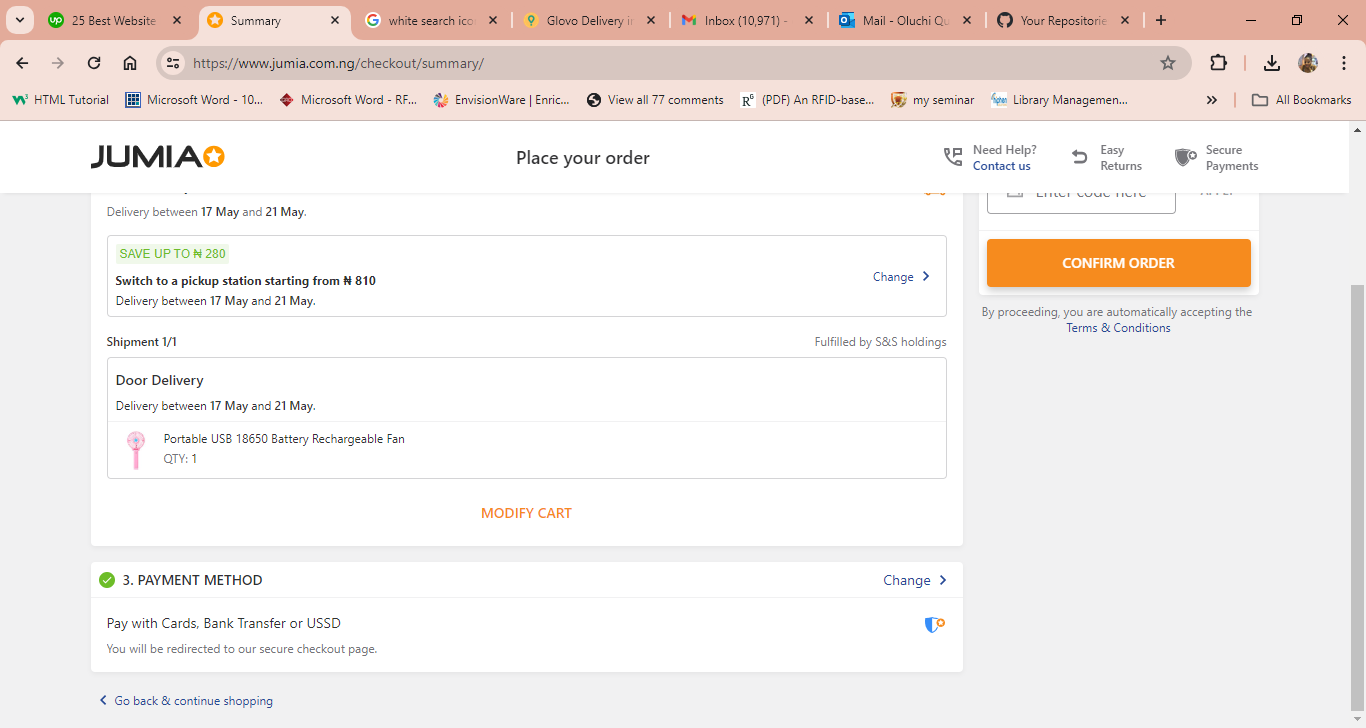 25 Best Website
Summary
white search ico
Glovo Delivery in
Inbox (10,971) -
Mail - Oluchi Qu
Your Repositorie
https://www.jumia.com.ng/checkout/summary/
HTML Tutorial
Microsoft Word - 10...
Microsoft Word - RF...
EnvisionWare | Enric...
View all 77 comments
(PDF) An RFID-base...
my seminar
Library Managemen...
All Bookmarks
JUMIA
Place your order
Need Help?
Contact us
Easy
Returns
Secure
Payments
Delivery between 17 May and 21 May.
Enter code here
SAVE UP TO ₦ 280
Switch to a pickup station starting from ₦ 810
Delivery between 17 May and 21 May.
Change
CONFIRM ORDER
By proceeding, you are automatically accepting the
Terms & Conditions
Shipment 1/1
Fulfilled by S&S holdings
Door Delivery
Delivery between 17 May and 21 May.
Portable USB 18650 Battery Rechargeable Fan
QTY: 1
MODIFY CART
3. PAYMENT METHOD
Change
Pay with Cards, Bank Transfer or USSD
You will be redirected to our secure checkout page.
Go back & continue shopping